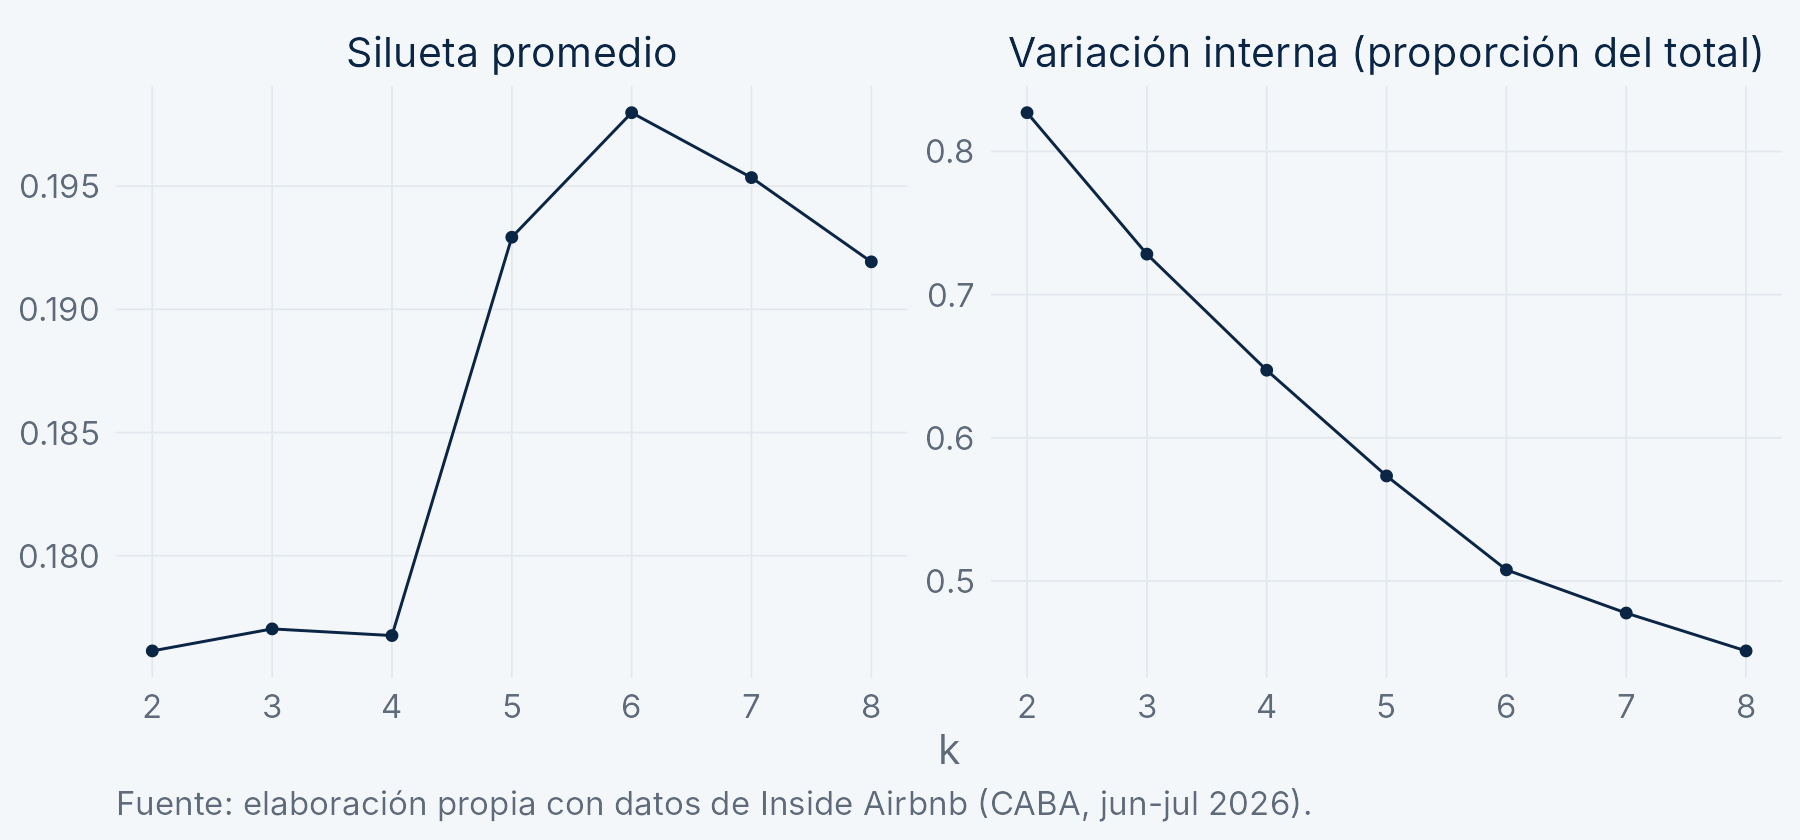 Silueta promedio
Variación interna (proporción del total)
0.195
0.190
0.185
0.180
2 3 4 5 6 7 8
0.8
0.7
0.6
0.5
2 3 4 5 6 7 8
k
Fuente: elaboración propia con datos de Inside Airbnb (CABA, jun-jul 2026).